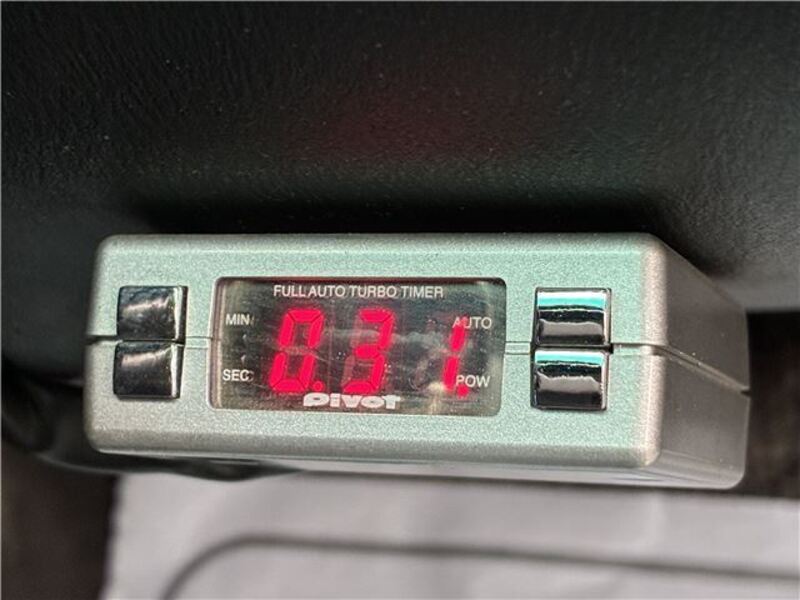 FULL AUTO TURBO TIMER
MIN AUTO
0.31.
SEC POW
Pivot